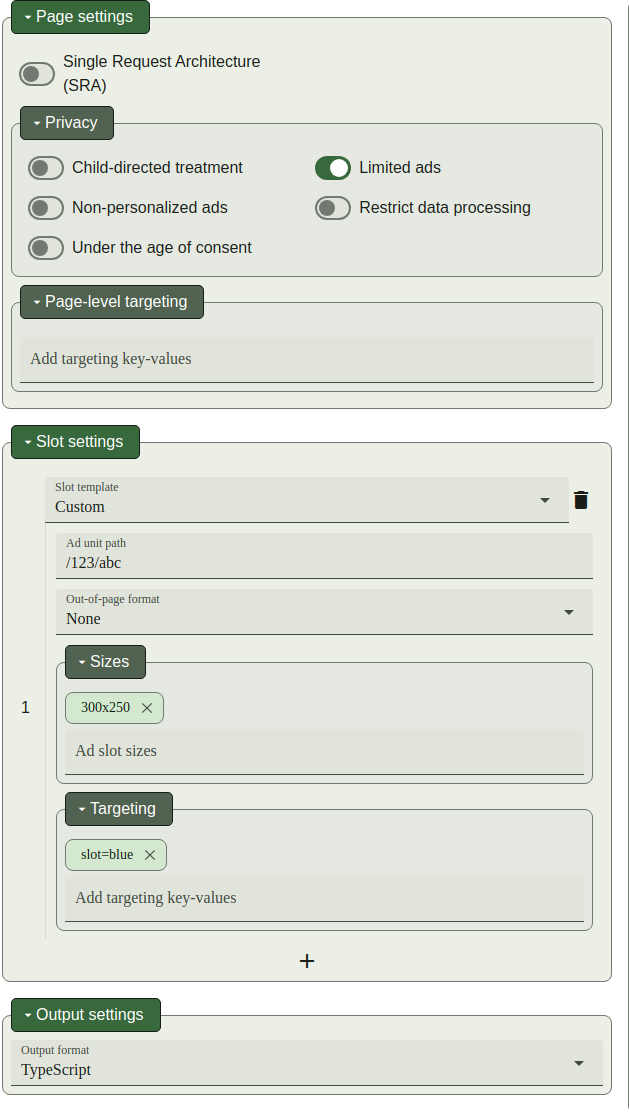 Page settings
Single Request Architecture
(SRA)
Privacy
Child-directed treatment
Limited ads
Non-personalized ads
Restrict data processing
Under the age of consent
Page-level targeting
Add targeting key-values
Slot settings
Slot template
Custom
Ad unit path
/123/abc
Out-of-page format
None
Sizes
1
300x250
Ad slot sizes
Targeting
slot=blue
Add targeting key-values
+
Output settings
Output format
TypeScript